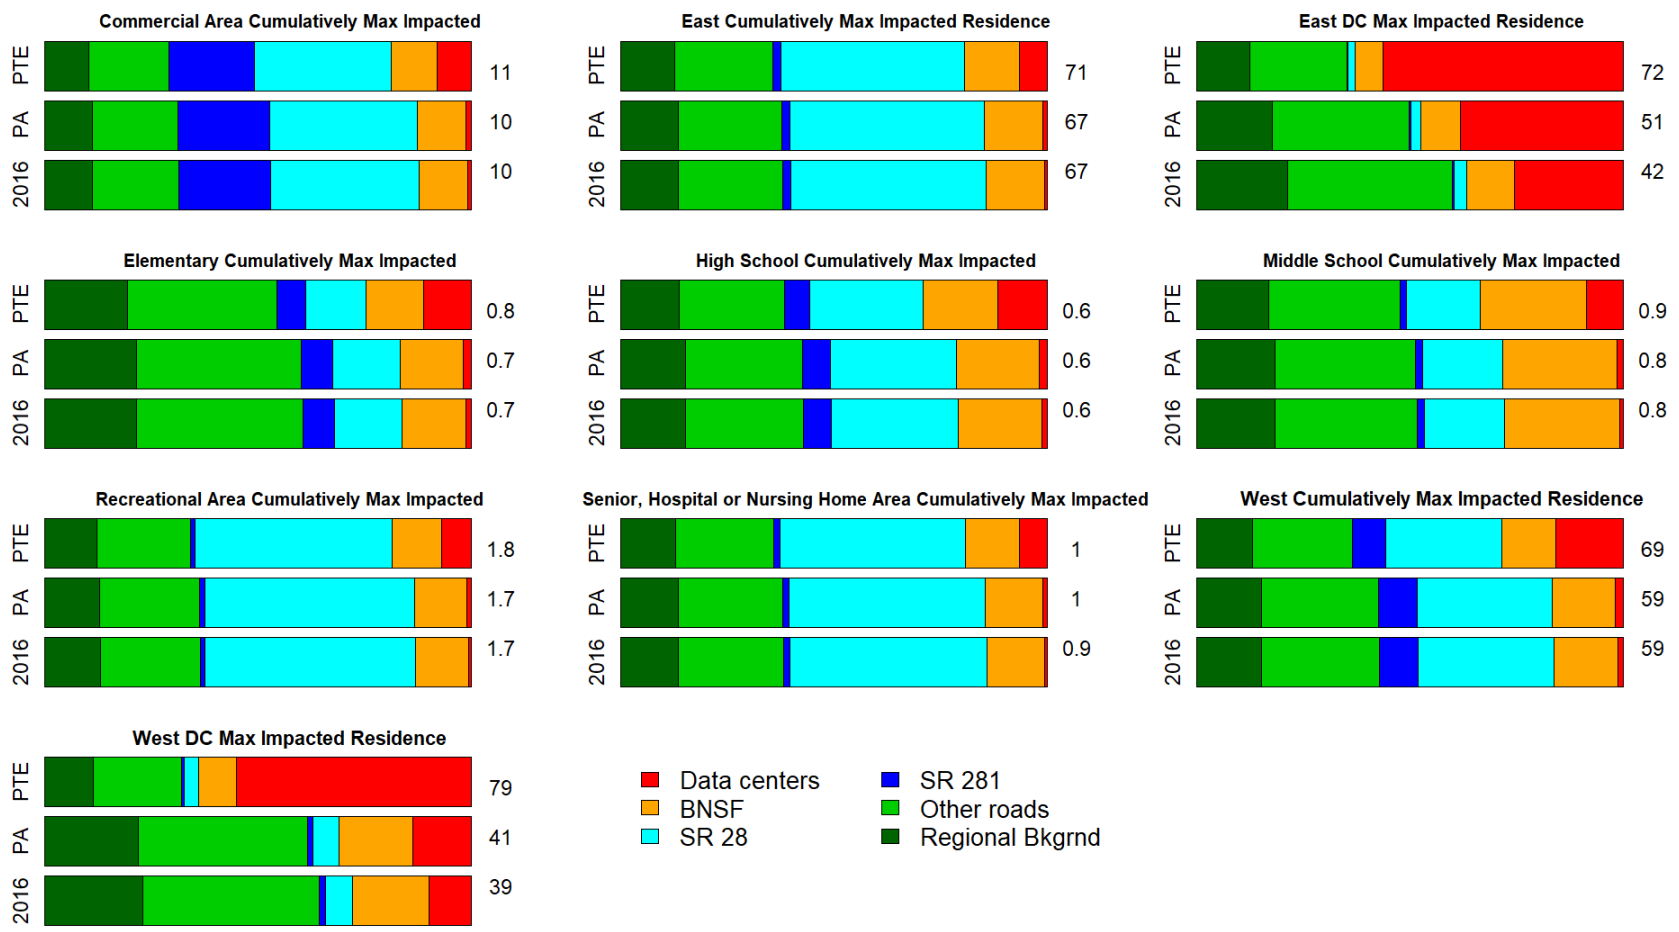 Commercial Area Cumulatively Max Impacted
PTE 11
PA 10
2016 10
East Cumulatively Max Impacted Residence
PTE 71
PA 67
2016 67
East DC Max Impacted Residence
PTE 72
PA 51
2016 42
Elementary Cumulatively Max Impacted
PTE 0.8
PA 0.7
2016 0.7
High School Cumulatively Max Impacted
PTE 0.6
PA 0.6
2016 0.6
Middle School Cumulatively Max Impacted
PTE 0.9
PA 0.8
2016 0.8
Recreational Area Cumulatively Max Impacted
PTE 1.8
PA 1.7
2016 1.7
Senior, Hospital or Nursing Home Area Cumulatively Max Impacted
PTE 1
PA 1
2016 0.9
West Cumulatively Max Impacted Residence
PTE 69
PA 59
2016 59
West DC Max Impacted Residence
PTE 79
PA 41
2016 39
Data centers
BNSF
SR 28
SR 281
Other roads
Regional Bkgrnd